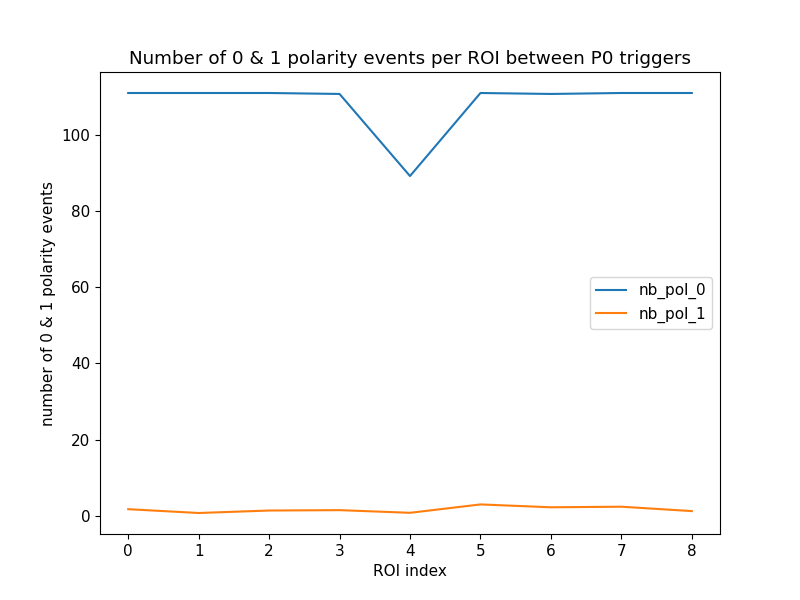 Number of 0 & 1 polarity events per ROI between P0 triggers
number of 0 & 1 polarity events
100
80
60
40
20
0
nb_pol_0
nb_pol_1
0 1 2 3 4 5 6 7 8
ROI index